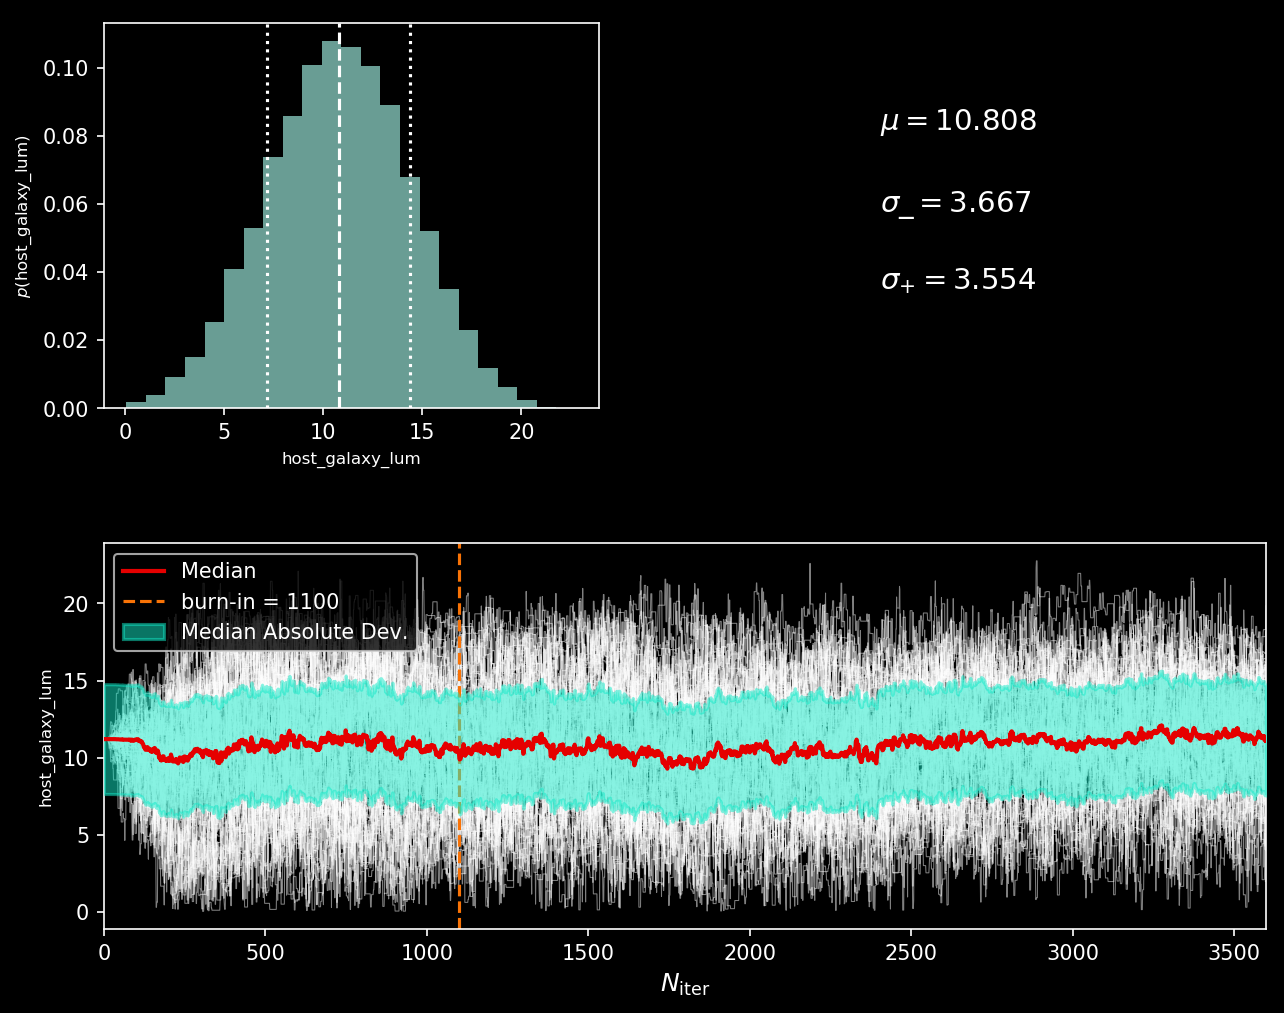 0.10
0.08
0.06
0.04
0.02
0.00
p(host_galaxy_lum)
0 5 10 15 20
host_galaxy_lum
μ = 10.808
σ₋ = 3.667
σ₊ = 3.554
Median
burn-in = 1100
Median Absolute Dev.
20
15
10
5
0
host_galaxy_lum
0 500 1000 1500 2000 2500 3000 3500
N_iter